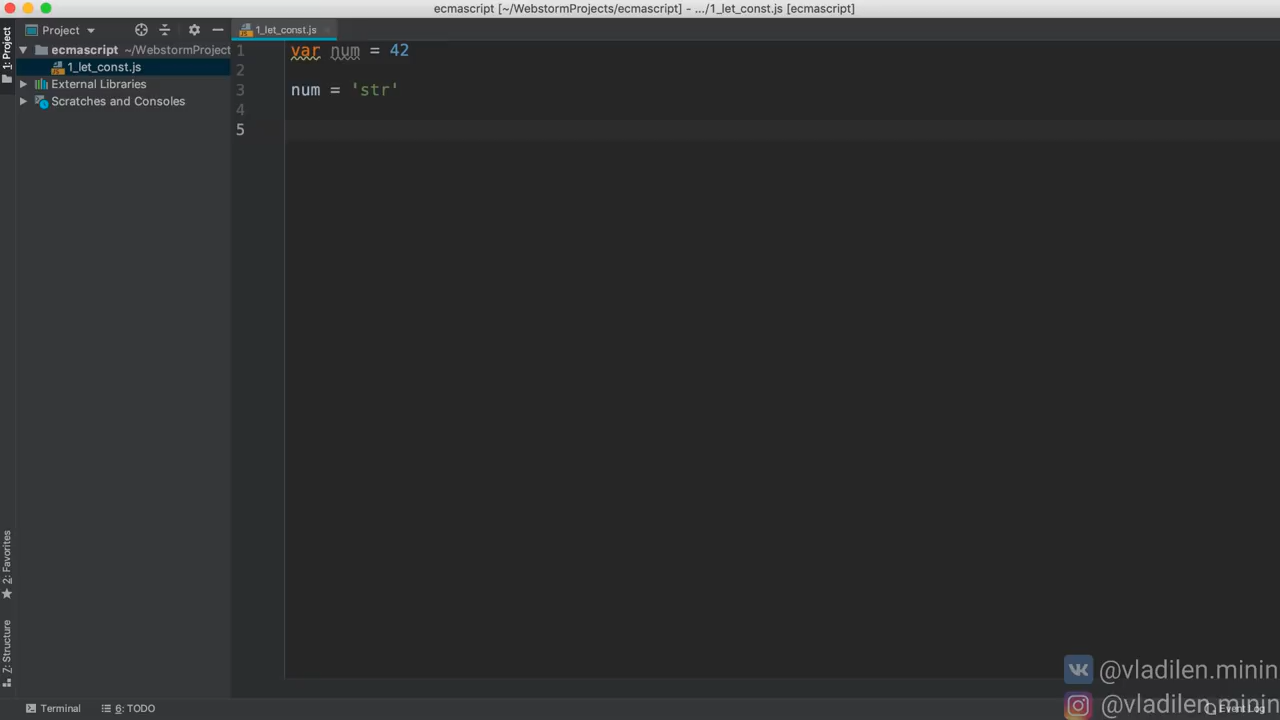 ecmascript [~/WebstormProjects/ecmascript] - .../1_let_const.js [ecmascript]
Project
1_let_const.js
1: Project
ecmascript ~/WebstormProject
1_let_const.js
External Libraries
Scratches and Consoles
1 var num = 42
2
3 num = 'str'
4
5
2: Favorites
Z: Structure
@vladilen.minin
@vladilen.minin
Terminal
6: TODO
Event Log